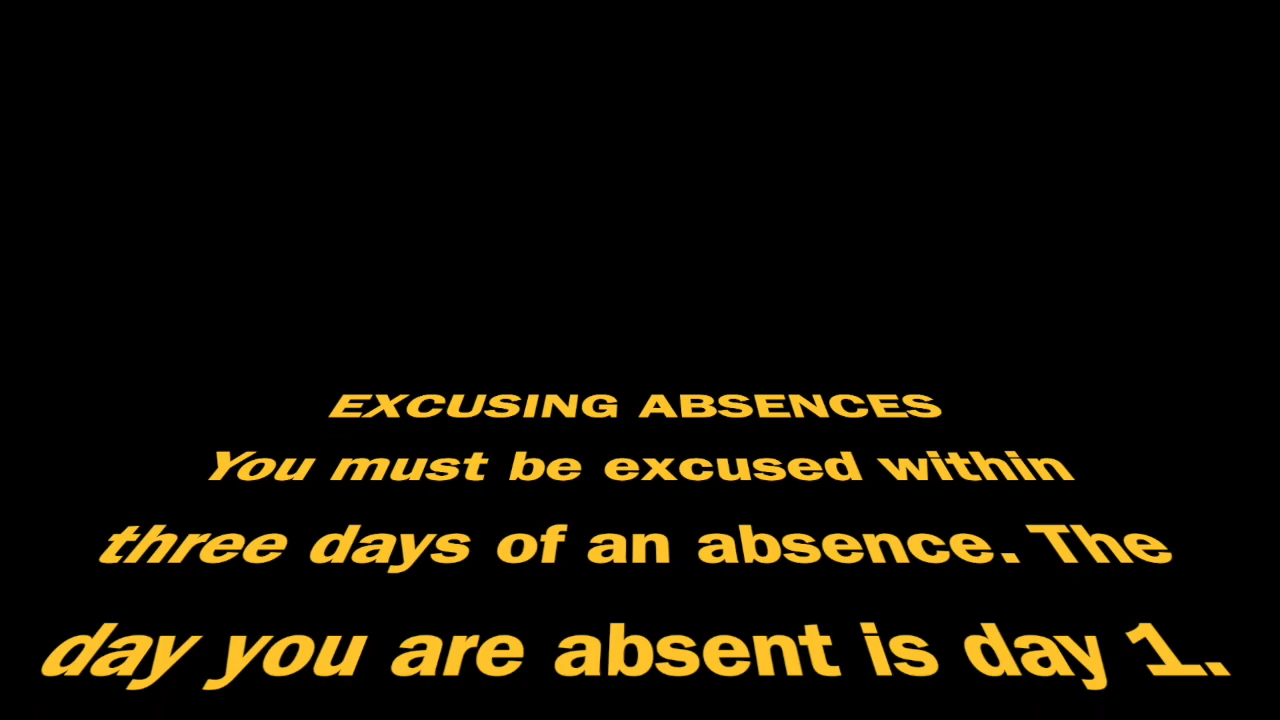 EXCUSING ABSENCES
You must be excused within
three days of an absence. The
day you are absent is day 1.